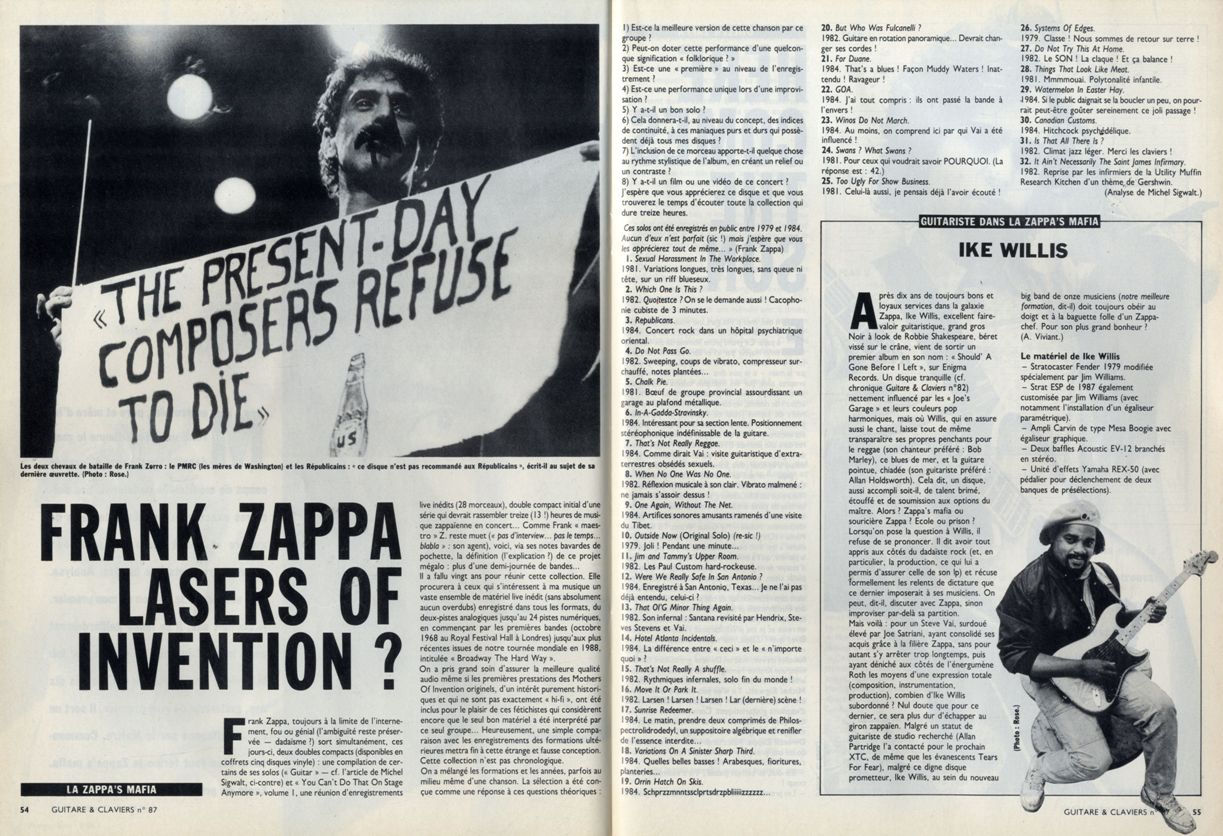 « THE PRESENT-DAY
COMPOSERS REFUSE
TO DIE »
US
Les deux chevaux de bataille de Frank Zorro : le PMRC (les mères de Washington) et les Républicains : « ce disque n'est pas recommandé aux Républicains », écrit-il au sujet de sa
dernière œuvrette. (Photo : Rose.)
FRANK ZAPPA
LASERS OF
INVENTION ?
Frank Zappa, toujours à la limite de l'interne-
ment, fou ou génial (l'ambiguïté reste préser-
vée — dadaïsme ?) sort simultanément, ces
jours-ci, deux doubles compacts (disponibles en
coffrets cinq disques vinyle) : une compilation de cer-
tains de ses solos (« Guitar » — cf. l'article de Michel
Sigwalt, ci-contre) et « You Can't Do That On Stage
Anymore », volume 1, une réunion d'enregistrements
live inédits (28 morceaux), double compact initial d'une
série qui devrait rassembler treize (13 !) heures de musi-
que zappaienne en concert... Comme Frank « maes-
tro » Z. reste muet (« pas d'interview... pas le temps...
blabla » : son agent), voici, via ses notes bavardes de
pochette, la définition (l'explication ?) de ce projet
mégalo : plus d'une demi-journée de bandes...
Il a fallu vingt ans pour réunir cette collection. Elle
procurera à ceux qui s'intéressent à ma musique un
vaste ensemble de matériel live inédit (sans absolument
aucun overdubs) enregistré dans tous les formats, du
deux-pistes analogiques jusqu'au 24 pistes numériques,
en commençant par les premières bandes (octobre
1968 au Royal Festival Hall à Londres) jusqu'aux plus
récentes issues de notre tournée mondiale en 1988,
intitulée « Broadway The Hard Way ».
On a pris grand soin d'assurer la meilleure qualité
audio même si les premières prestations des Mothers
Of Invention originels, d'un intérêt purement histori-
ques et qui ne sont pas exactement « hi-fi », ont été
inclus pour le plaisir de ces fétichistes qui considèrent
encore que le seul bon matériel a été interprété par
ce seul groupe... Heureusement, une simple compa-
raison avec les enregistrements des formations ulté-
rieures mettra fin à cette étrange et fausse conception.
Cette collection n'est pas chronologique.
On a mélangé les formations et les années, parfois au
milieu même d'une chanson. La sélection a été con-
çue comme une réponse à ces questions théoriques :
LA ZAPPA'S MAFIA
54 GUITARE & CLAVIERS n° 87
1) Est-ce la meilleure version de cette chanson par ce
groupe ?
2) Peut-on doter cette performance d'une quelcon-
que signification « folklorique ? »
3) Est-ce une « première » au niveau de l'enregis-
trement ?
4) Est-ce une performance unique lors d'une improvi-
sation ?
5) Y a-t-il un bon solo ?
6) Cela donnera-t-il, au niveau du concept, des indices
de continuité, à ces maniaques purs et durs qui possè-
dent déjà tous mes disques ?
7) L'inclusion de ce morceau apporte-t-il quelque chose
au rythme stylistique de l'album, en créant un relief ou
un contraste ?
8) Y a-t-il un film ou une vidéo de ce concert ?
J'espère que vous apprécierez ce disque et que vous
trouverez le temps d'écouter toute la collection qui
dure treize heures.
Ces solos ont été enregistrés en public entre 1979 et 1984.
Aucun d'eux n'est parfait (sic !) mais j'espère que vous
les apprécierez tout de même... » (Frank Zappa)
1. Sexual Harassment In The Workplace.
1981. Variations longues, très longues, sans queue ni
tête, sur un riff blueseux.
2. Which One Is This ?
1982. Quoitestce ? On se le demande aussi ! Cacopho-
nie cubiste de 3 minutes.
3. Republicans.
1984. Concert rock dans un hôpital psychiatrique
oriental.
4. Do Not Pass Go.
1982. Sweeping, coups de vibrato, compresseur sur-
chauffé, notes plantées...
5. Chalk Pie.
1981. Bœuf de groupe provincial assourdissant un
garage au plafond métallique.
6. In-A-Gadda-Stravinsky.
1984. Intéressant pour sa section lente. Positionnement
stéréophonique indéfinissable de la guitare.
7. That's Not Really Reggae.
1984. Comme dirait Vai : visite guitaristique d'extra-
terrestres obsédés sexuels.
8. When No One Was No One.
1982. Réflexion musicale à son clair. Vibrato malmené :
ne jamais s'assoir dessus !
9. One Again, Without The Net.
1984. Artifices sonores amusants ramenés d'une visite
du Tibet.
10. Outside Now (Original Solo) (re-sic !)
1979. Joli ! Pendant une minute...
11. Jim and Tammy's Upper Room.
1982. Les Paul Custom hard-rockeuse.
12. Were We Really Safe In San Antonio ?
1984. Enregistré à San Antonio, Texas... Je ne l'ai pas
déjà entendu, celui-ci ?
13. That Ol'G Minor Thing Again.
1982. Son infernal : Santana revisité par Hendrix, Ste-
ves Stevens et Vai.
14. Hotel Atlanta Incidentals.
1984. La différence entre « ceci » et le « n'importe
quoi » ?
15. That's Not Really A shuffle.
1982. Rythmiques infernales, solo fin du monde !
16. Move It Or Park It.
1982. Larsen ! Larsen ! Larsen ! Lar (dernière) scène !
17. Sunrise Redeemer.
1984. Le matin, prendre deux comprimés de Philos-
pectrolidrodedyl, un suppositoire algébrique et renifler
de l'essence interdite...
18. Variations On A Sinister Sharp Third.
1984. Quelles belles basses ! Arabesques, fioritures,
planteries...
19. Orrin Hatch On Skis.
1984. Schprzzmnntssclprtsdrzpbliiiizzzzzz...
20. But Who Was Fulcanelli ?
1982. Guitare en rotation panoramique... Devrait chan-
ger ses cordes !
21. For Duane.
1984. That's a blues ! Façon Muddy Waters ! Inat-
tendu ! Ravageur !
22. GOA.
1984. J'ai tout compris : ils ont passé la bande à
l'envers !
23. Winos Do Not March.
1984. Au moins, on comprend ici par qui Vai a été
influencé !
24. Swans ? What Swans ?
1981. Pour ceux qui voudrait savoir POURQUOI. (La
réponse est : 42.)
25. Too Ugly For Show Business.
1981. Celui-là aussi, je pensais déjà l'avoir écouté !
26. Systems Of Edges.
1979. Classe ! Nous sommes de retour sur terre !
27. Do Not Try This At Home.
1982. Le SON ! La claque ! Et ça balance !
28. Things That Look Like Meat.
1981. Mmmmouai. Polytonalité infantile.
29. Watermelon In Easter Hay.
1984. Si le public daignait se la boucler un peu, on pour-
rait peut-être goûter sereinement ce joli passage !
30. Canadian Customs.
1984. Hitchcock psychédélique.
31. Is That All There Is ?
1982. Climat jazz léger. Merci les claviers !
32. It Ain't Necessarily The Saint James Infirmary.
1982. Reprise par les infirmiers de la Utility Muffin
Research Kitchen d'un thème de Gershwin.
(Analyse de Michel Sigwalt.)
GUITARISTE DANS LA ZAPPA'S MAFIA
IKE WILLIS
Après dix ans de toujours bons et
loyaux services dans la galaxie
Zappa, Ike Willis, excellent faire-
valoir guitaristique, grand gros
Noir à look de Robbie Shakespeare, béret
vissé sur le crâne, vient de sortir un
premier album en son nom : « Should' A
Gone Before I Left », sur Enigma
Records. Un disque tranquille (cf.
chronique Guitare & Claviers n°82)
nettement influencé par les « Joe's
Garage » et leurs couleurs pop
harmoniques, mais où Willis, qui en assure
aussi le chant, laisse tout de même
transparaître ses propres penchants pour
le reggae (son chanteur préféré : Bob
Marley), ce blues de mer, et la guitare
pointue, chiadée (son guitariste préféré :
Allan Holdsworth). Cela dit, un disque,
aussi accompli soit-il, de talent brimé,
étouffé et de soumission aux options du
maître. Alors ? Zappa's mafia ou
souricière Zappa ? Ecole ou prison ?
Lorsqu'on pose la question à Willis, il
refuse de se prononcer. Il dit avoir tout
appris aux côtés du dadaïste rock (et, en
particulier, la production, ce qui lui a
permis d'assurer celle de son lp) et récuse
formellement les relents de dictature que
ce dernier imposerait à ses musiciens. On
peut, dit-il, discuter avec Zappa, sinon
improviser par-delà sa partition.
Mais voilà : pour un Steve Vai, surdoué
élevé par Joe Satriani, ayant consolidé ses
acquis grâce à la filière Zappa, sans pour
autant s'y arrêter trop longtemps, puis
ayant déniché aux côtés de l'énergumène
Roth les moyens d'une expression totale
(composition, instrumentation,
production), combien d'Ike Willis
subordonné ? Nul doute que pour ce
dernier, ce sera plus dur d'échapper au
giron zappaïen. Malgré un statut de
guitariste de studio recherché (Allan
Partridge l'a contacté pour le prochain
XTC, de même que les évanescents Tears
For Fear), malgré ce digne disque
prometteur, Ike Willis, au sein du nouveau
big band de onze musiciens (notre meilleure
formation, dit-il) doit toujours obéir au
doigt et à la baguette folle d'un Zappa-
chef. Pour son plus grand bonheur ?
(A. Viviant.)
Le matériel de Ike Willis
– Stratocaster Fender 1979 modifiée
spécialement par Jim Williams.
– Strat ESP de 1987 également
customisée par Jim Williams (avec
notamment l'installation d'un égaliseur
paramétrique).
– Ampli Carvin de type Mesa Boogie avec
égaliseur graphique.
– Deux baffles Acoustic EV-12 branchés
en stéréo.
– Unité d'effets Yamaha REX-50 (avec
pédalier pour déclenchement de deux
banques de présélections).
(Photo : Rose.)
GUITARE & CLAVIERS n° 55